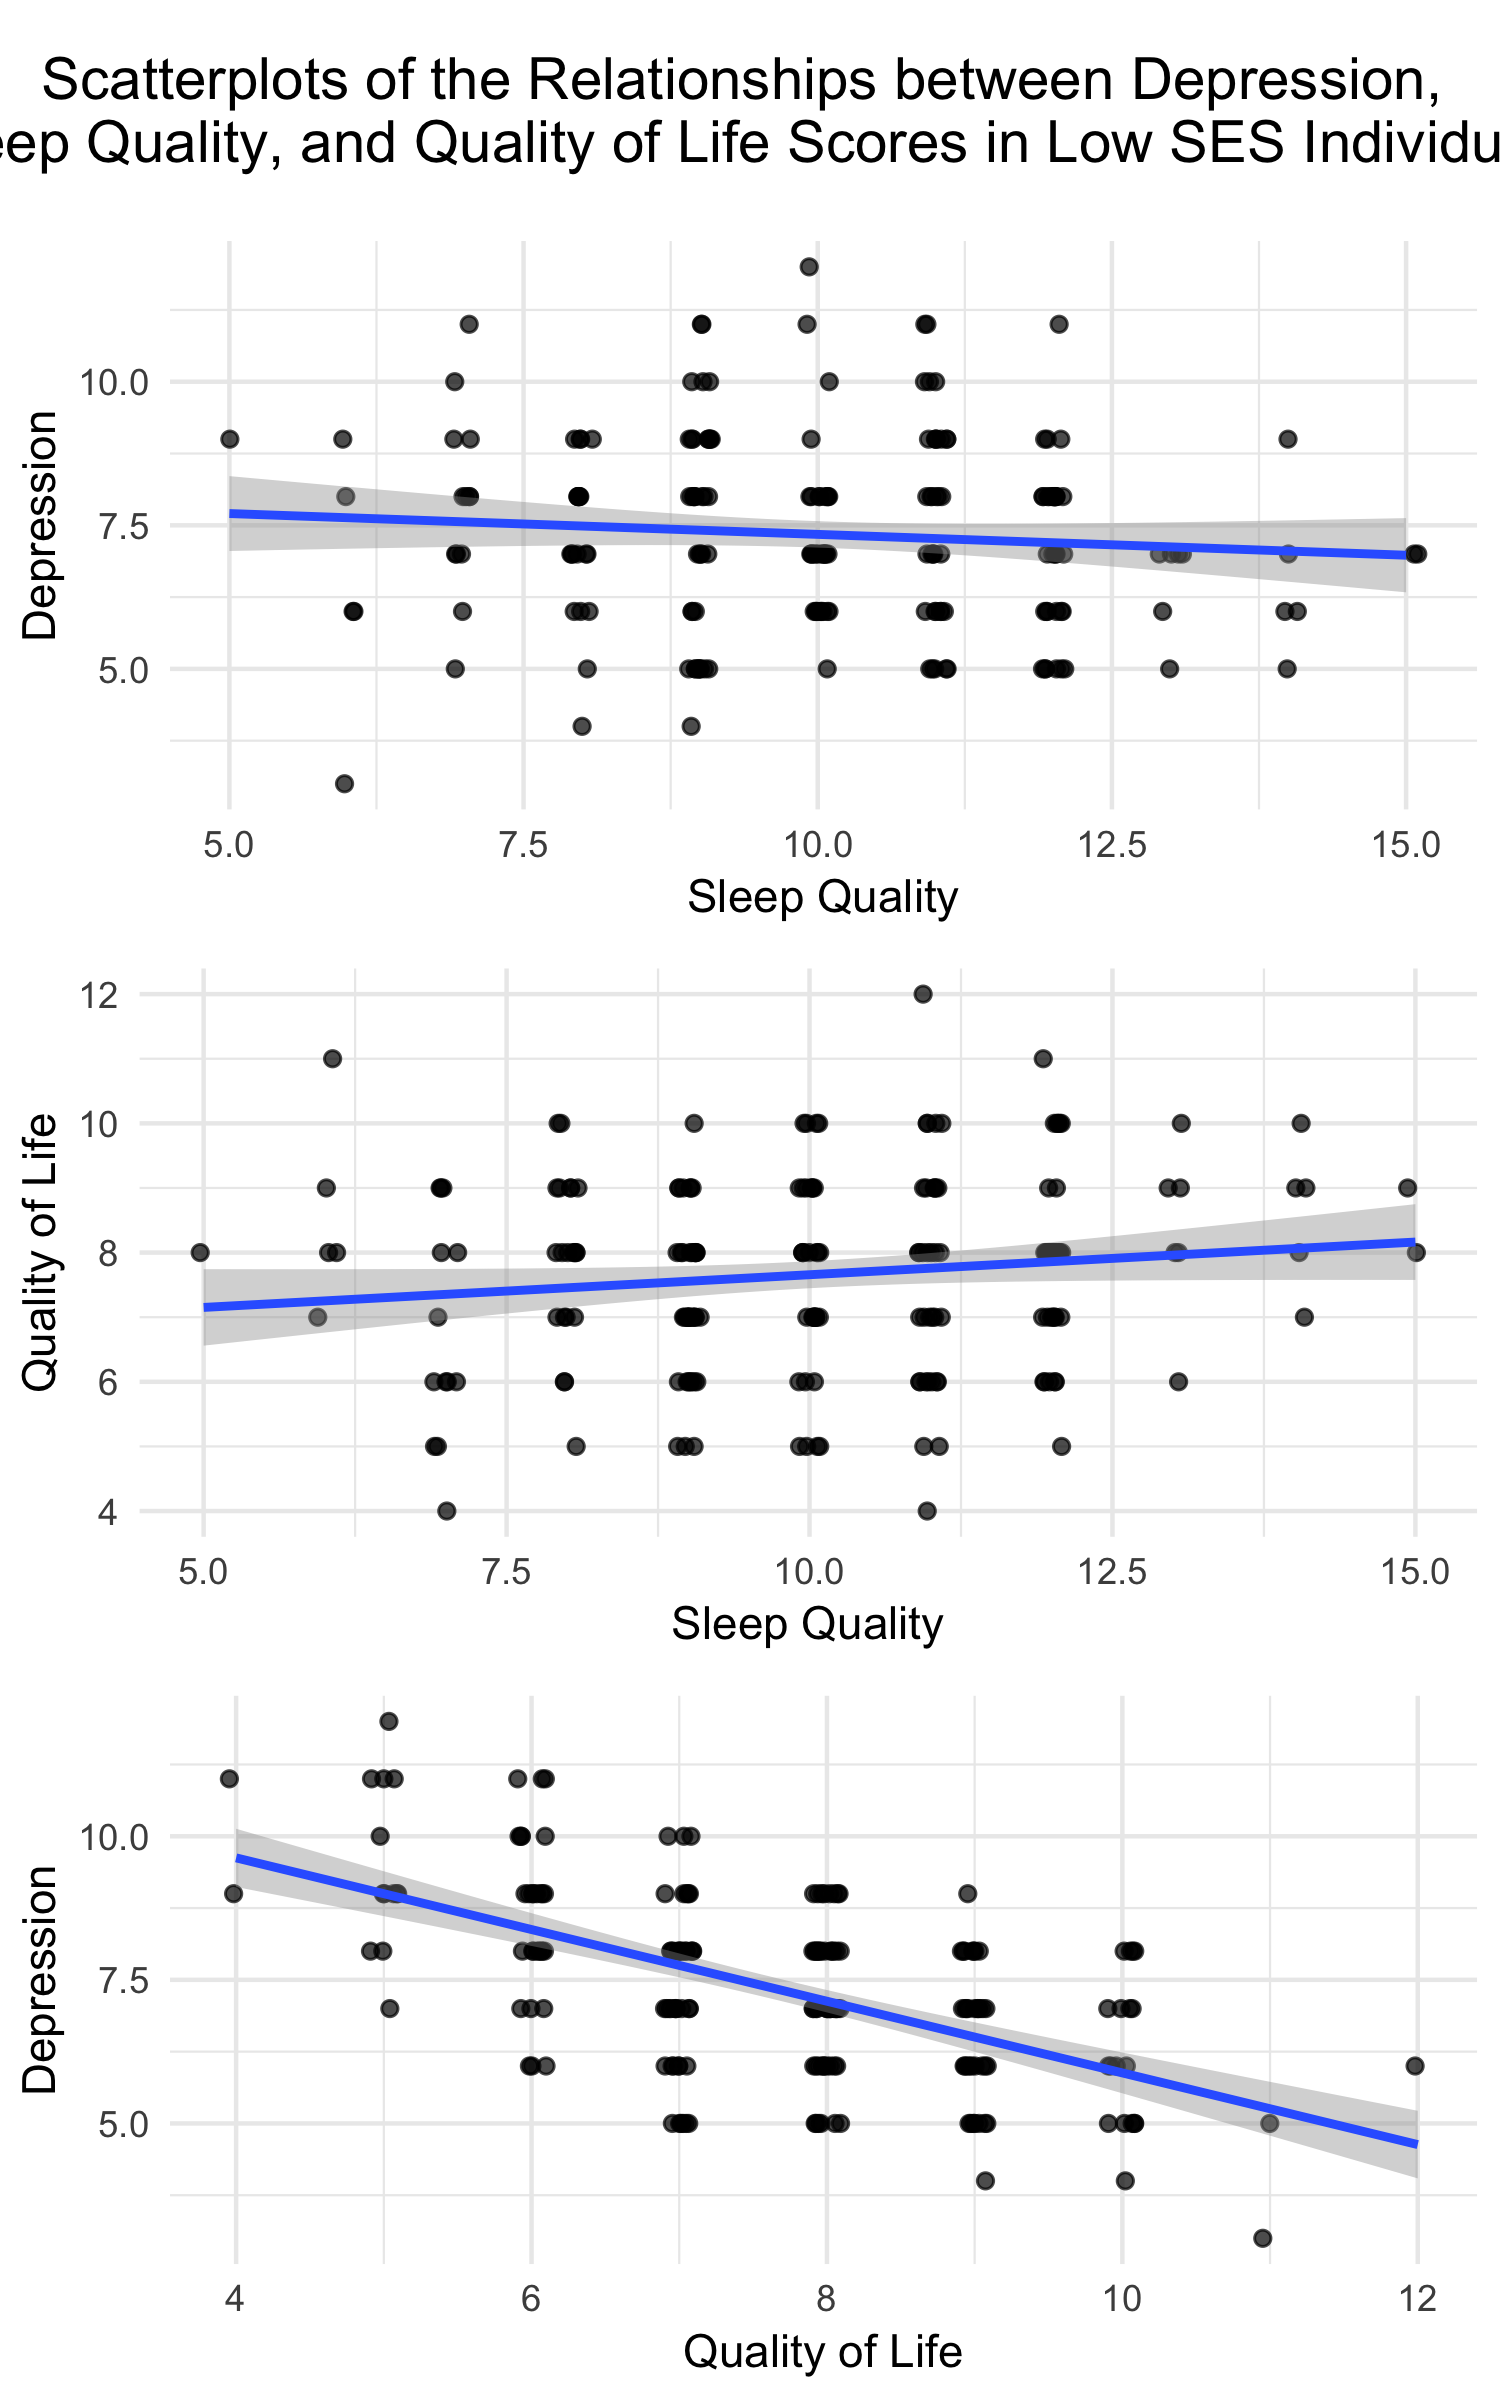 Scatterplots of the Relationships between Depression,
eep Quality, and Quality of Life Scores in Low SES Individu
10.0
7.5
5.0
Depression
5.0 7.5 10.0 12.5 15.0
Sleep Quality
12
10
8
6
4
Quality of Life
5.0 7.5 10.0 12.5 15.0
Sleep Quality
10.0
7.5
5.0
Depression
4 6 8 10 12
Quality of Life